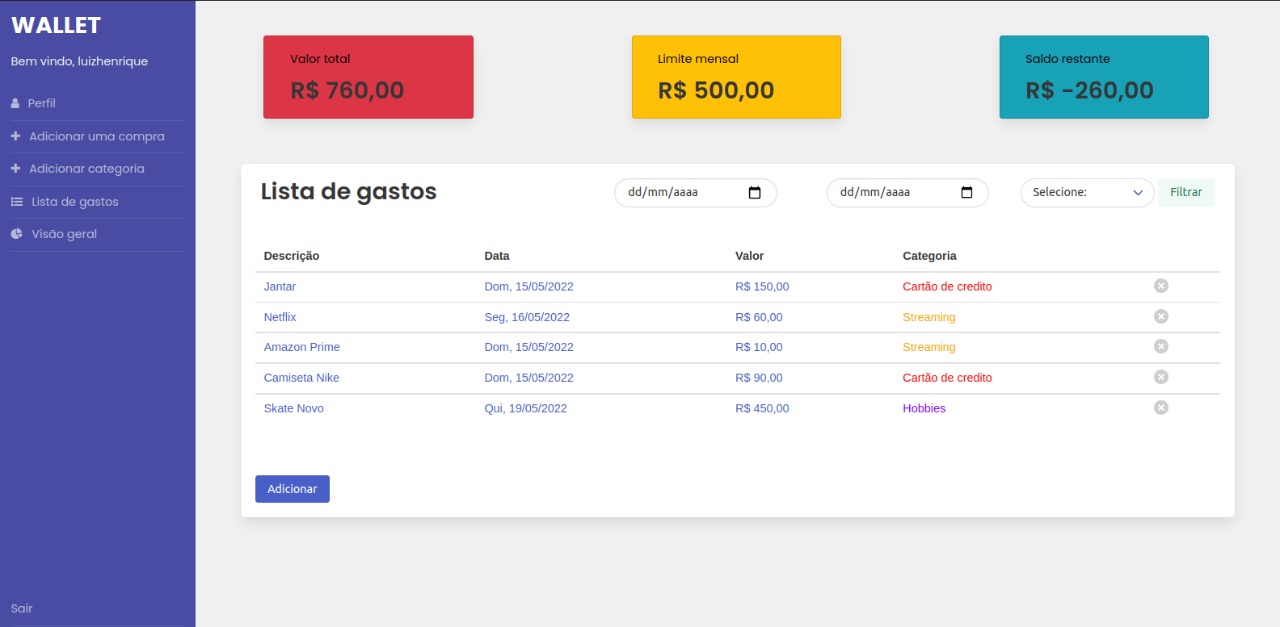 WALLET
Bem vindo, luizhenrique
Perfil
Adicionar uma compra
Adicionar categoria
Lista de gastos
Visão geral
Sair
Valor total
R$ 760,00
Limite mensal
R$ 500,00
Saldo restante
R$ -260,00
Lista de gastos dd/mm/aaaa dd/mm/aaaa Selecione: Filtrar
Descrição Data Valor Categoria
Jantar Dom, 15/05/2022 R$ 150,00 Cartão de credito
Netflix Seg, 16/05/2022 R$ 60,00 Streaming
Amazon Prime Dom, 15/05/2022 R$ 10,00 Streaming
Camiseta Nike Dom, 15/05/2022 R$ 90,00 Cartão de credito
Skate Novo Qui, 19/05/2022 R$ 450,00 Hobbies
Adicionar